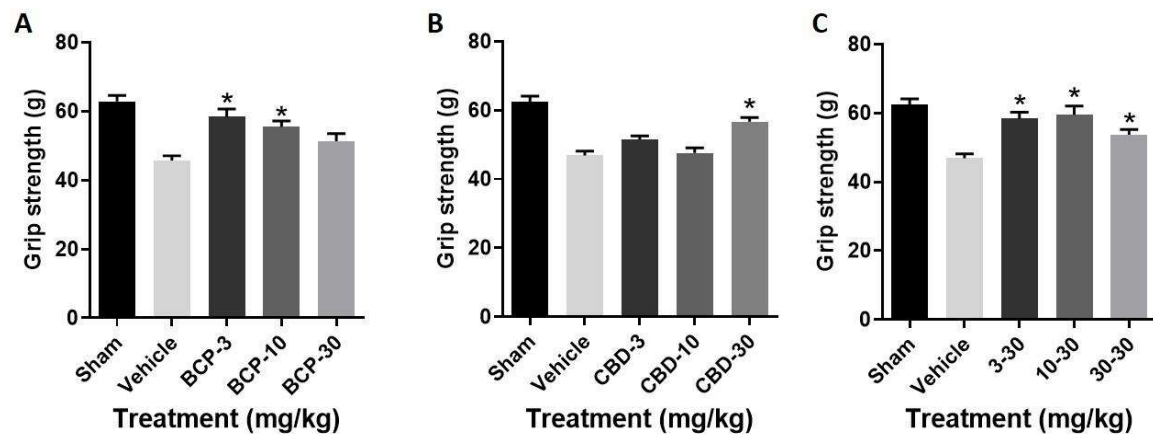 A
Grip strength (g)
80
60
40
20
0
* *
Sham Vehicle BCP-3 BCP-10 BCP-30
Treatment (mg/kg)
B
Grip strength (g)
80
60
40
20
0
*
Sham Vehicle CBD-3 CBD-10 CBD-30
Treatment (mg/kg)
C
Grip strength (g)
80
60
40
20
0
* * *
Sham Vehicle 3-30 10-30 30-30
Treatment (mg/kg)